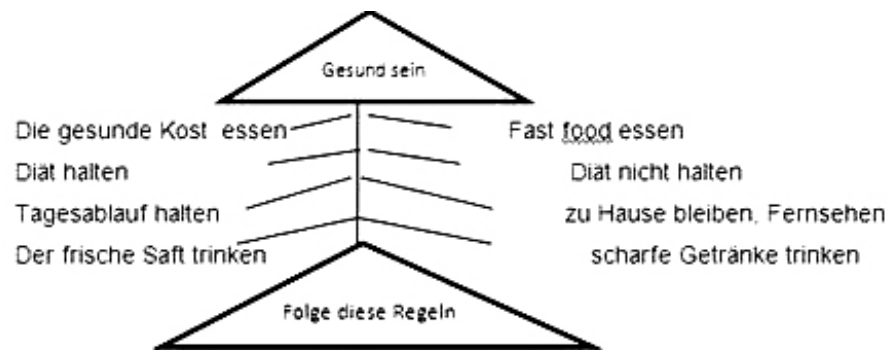 Gesund sein
Die gesunde Kost essen Fast food essen
Diät halten Diät nicht halten
Tagesablauf halten zu Hause bleiben, Fernsehen
Der frische Saft trinken scharfe Getränke trinken
Folge diese Regeln